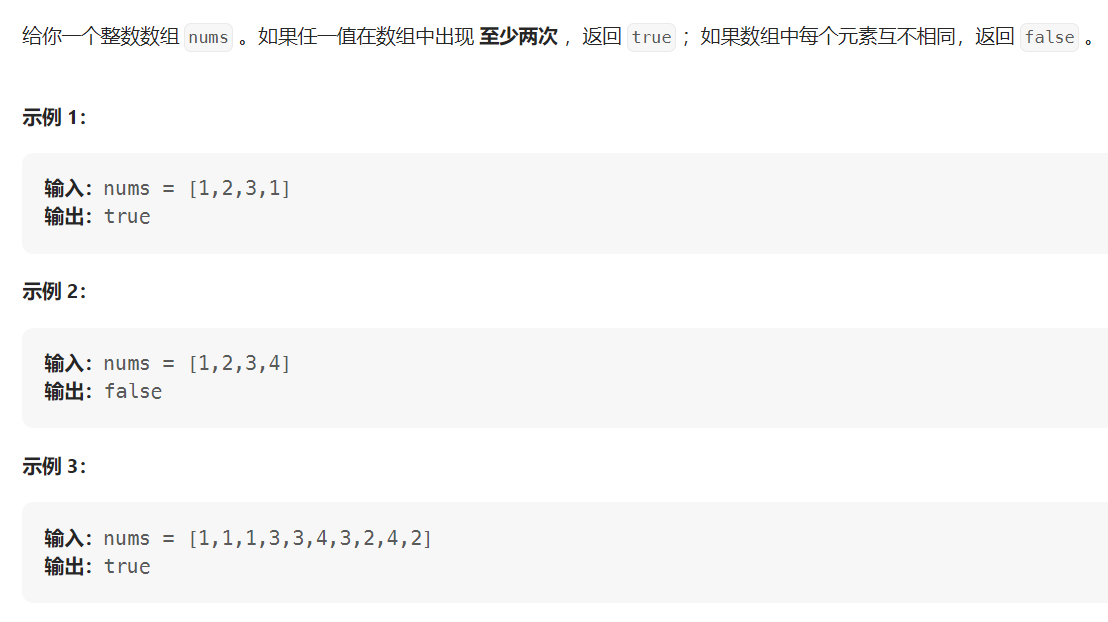 给你一个整数数组 nums 。如果任一值在数组中出现 至少两次 ，返回 true ；如果数组中每个元素互不相同，返回 false 。
示例 1：
输入：nums = [1,2,3,1]
输出：true
示例 2：
输入：nums = [1,2,3,4]
输出：false
示例 3：
输入：nums = [1,1,1,3,3,4,3,2,4,2]
输出：true